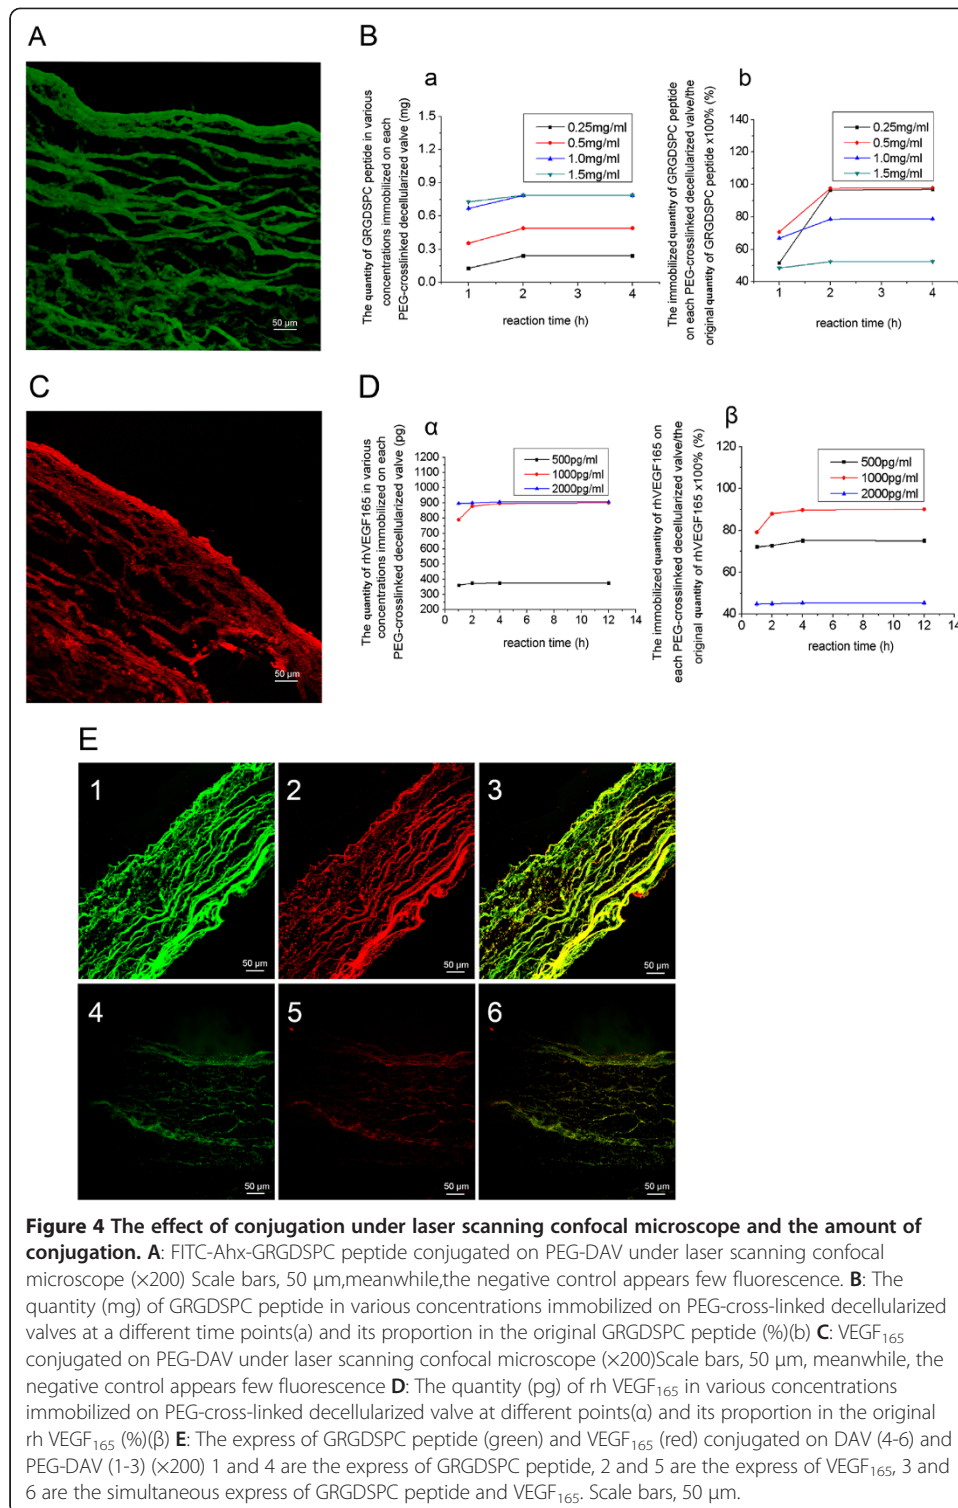 A
50 µm
B
a
The quantity of GRGDSPC peptide in various
concentrations immobilized on each
PEG-crosslinked decellularized valve (mg)
1.5
1.2
0.9
0.6
0.3
0.0
0.25mg/ml
0.5mg/ml
1.0mg/ml
1.5mg/ml
1 2 3 4
reaction time (h)
b
The immobilized quantity of GRGDSPC peptide
on each PEG-crosslinked decellularized valve/the
original quantity of GRGDSPC peptide x100% (%)
160
140
120
100
80
60
40
0.25mg/ml
0.5mg/ml
1.0mg/ml
1.5mg/ml
1 2 3 4
reaction time (h)
C
50 µm
D
α
The quantity of rhVEGF165 in various
concentrations immobilized on each
PEG-crosslinked decellularized valve (pg)
1200
1100
1000
900
800
700
600
500
400
300
200
500pg/ml
1000pg/ml
2000pg/ml
0 2 4 6 8 10 12 14
reaction time (h)
β
The immobilized quantity of rhVEGF165 on
each PEG-crosslinked decellularized valve/the
original quantity of rhVEGF165 x100% (%)
120
100
80
60
40
500pg/ml
1000pg/ml
2000pg/ml
0 2 4 6 8 10 12 14
reaction time (h)
E
1
50 µm
2
50 µm
3
50 µm
4
50 µm
5
50 µm
6
50 µm
Figure 4 The effect of conjugation under laser scanning confocal microscope and the amount of
conjugation. A: FITC-Ahx-GRGDSPC peptide conjugated on PEG-DAV under laser scanning confocal
microscope (×200) Scale bars, 50 µm,meanwhile,the negative control appears few fluorescence. B: The
quantity (mg) of GRGDSPC peptide in various concentrations immobilized on PEG-cross-linked decellularized
valves at a different time points(a) and its proportion in the original GRGDSPC peptide (%)(b) C: VEGF₁₆₅
conjugated on PEG-DAV under laser scanning confocal microscope (×200)Scale bars, 50 µm, meanwhile, the
negative control appears few fluorescence D: The quantity (pg) of rh VEGF₁₆₅ in various concentrations
immobilized on PEG-cross-linked decellularized valve at different points(α) and its proportion in the original
rh VEGF₁₆₅ (%)(β) E: The express of GRGDSPC peptide (green) and VEGF₁₆₅ (red) conjugated on DAV (4-6) and
PEG-DAV (1-3) (×200) 1 and 4 are the express of GRGDSPC peptide, 2 and 5 are the express of VEGF₁₆₅, 3 and
6 are the simultaneous express of GRGDSPC peptide and VEGF₁₆₅. Scale bars, 50 µm.